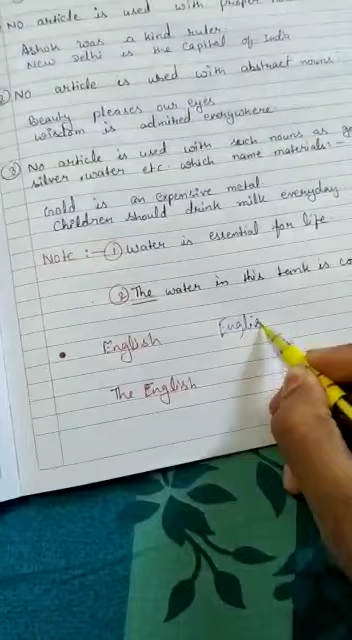 No article is used with proper
Ashok was a kind ruler.
New Delhi is the capital of India
② No article is used with abstract nouns.
Beauty pleases our eyes
wisdom is admired everywhere.
③ No article is used with such nouns as
silver, water etc. which name materials:-
Gold is an expensive metal
children should drink milk everyday
Note :- ① Water is essential for life
② The water in this tank is
• English Englis
The English